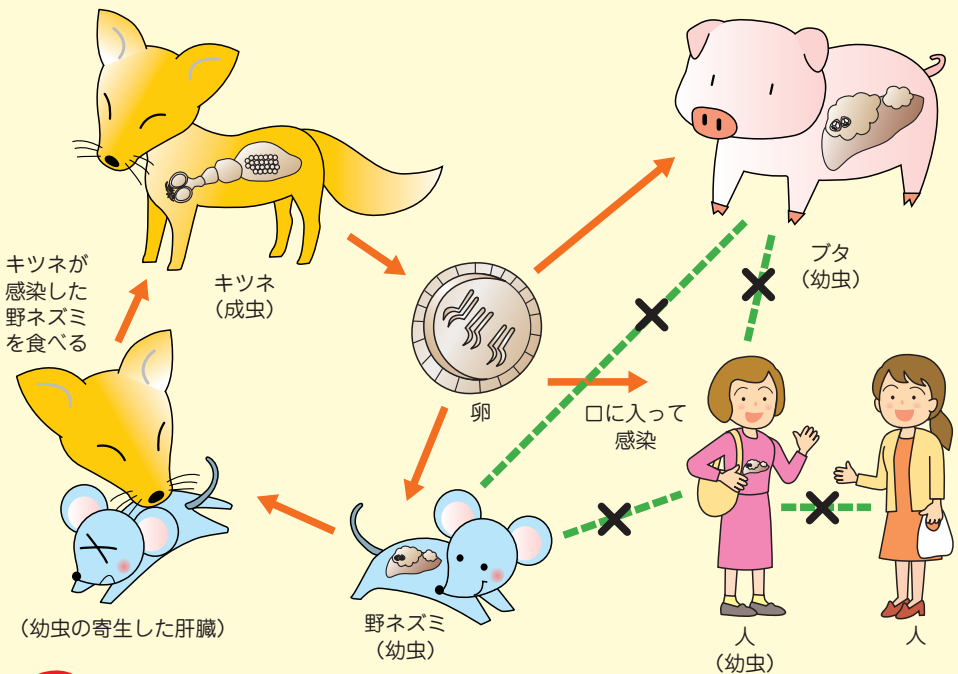 キツネが
感染した
野ネズミ
を食べる
キツネ
（成虫）
ブタ
（幼虫）
卵
口に入って
感染
（幼虫の寄生した肝臓）
野ネズミ
（幼虫）
人
（幼虫）
人